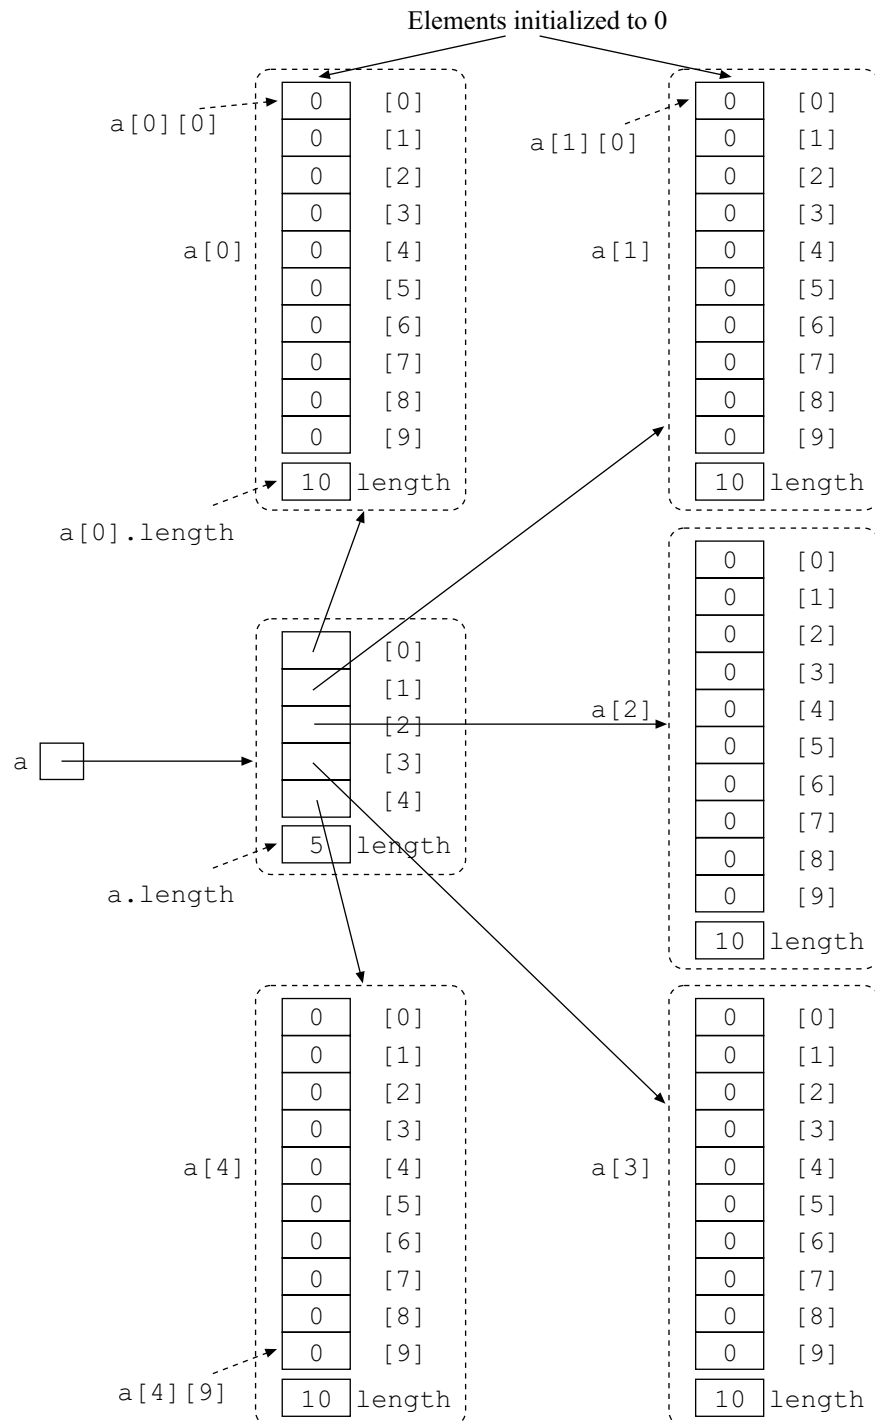 Elements initialized to 0
0 [0] 0 [0]
a[0][0]
0 [1] 0 [1]
a[1][0]
0 [2] 0 [2]
0 [3] 0 [3]
a[0] 0 [4] a[1] 0 [4]
0 [5] 0 [5]
0 [6] 0 [6]
0 [7] 0 [7]
0 [8] 0 [8]
0 [9] 0 [9]
10 length 10 length
a[0].length
0 [0]
0 [1]
0 [2]
0 [3]
a[2] 0 [4]
0 [5]
0 [6]
0 [7]
0 [8]
0 [9]
10 length
[0]
[1]
[2]
a [3]
[4]
5 length
a.length
0 [0] 0 [0]
0 [1] 0 [1]
0 [2] 0 [2]
0 [3] 0 [3]
a[4] 0 [4] a[3] 0 [4]
0 [5] 0 [5]
0 [6] 0 [6]
0 [7] 0 [7]
0 [8] 0 [8]
0 [9] 0 [9]
a[4][9]
10 length 10 length